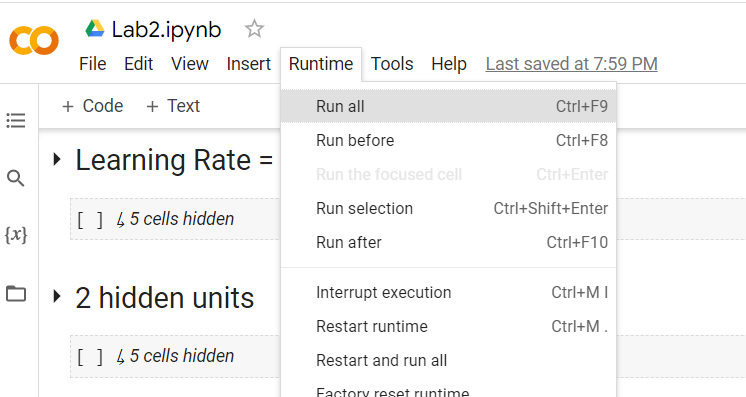 Lab2.ipynb
File Edit View Insert Runtime Tools Help Last saved at 7:59 PM
+ Code + Text
Run all Ctrl+F9
Run before Ctrl+F8
Run the focused cell Ctrl+Enter
Run selection Ctrl+Shift+Enter
Run after Ctrl+F10
Interrupt execution Ctrl+M I
Restart runtime Ctrl+M .
Restart and run all
Factory reset runtime
Learning Rate =
[ ] ↳ 5 cells hidden
2 hidden units
[ ] ↳ 5 cells hidden
{x}